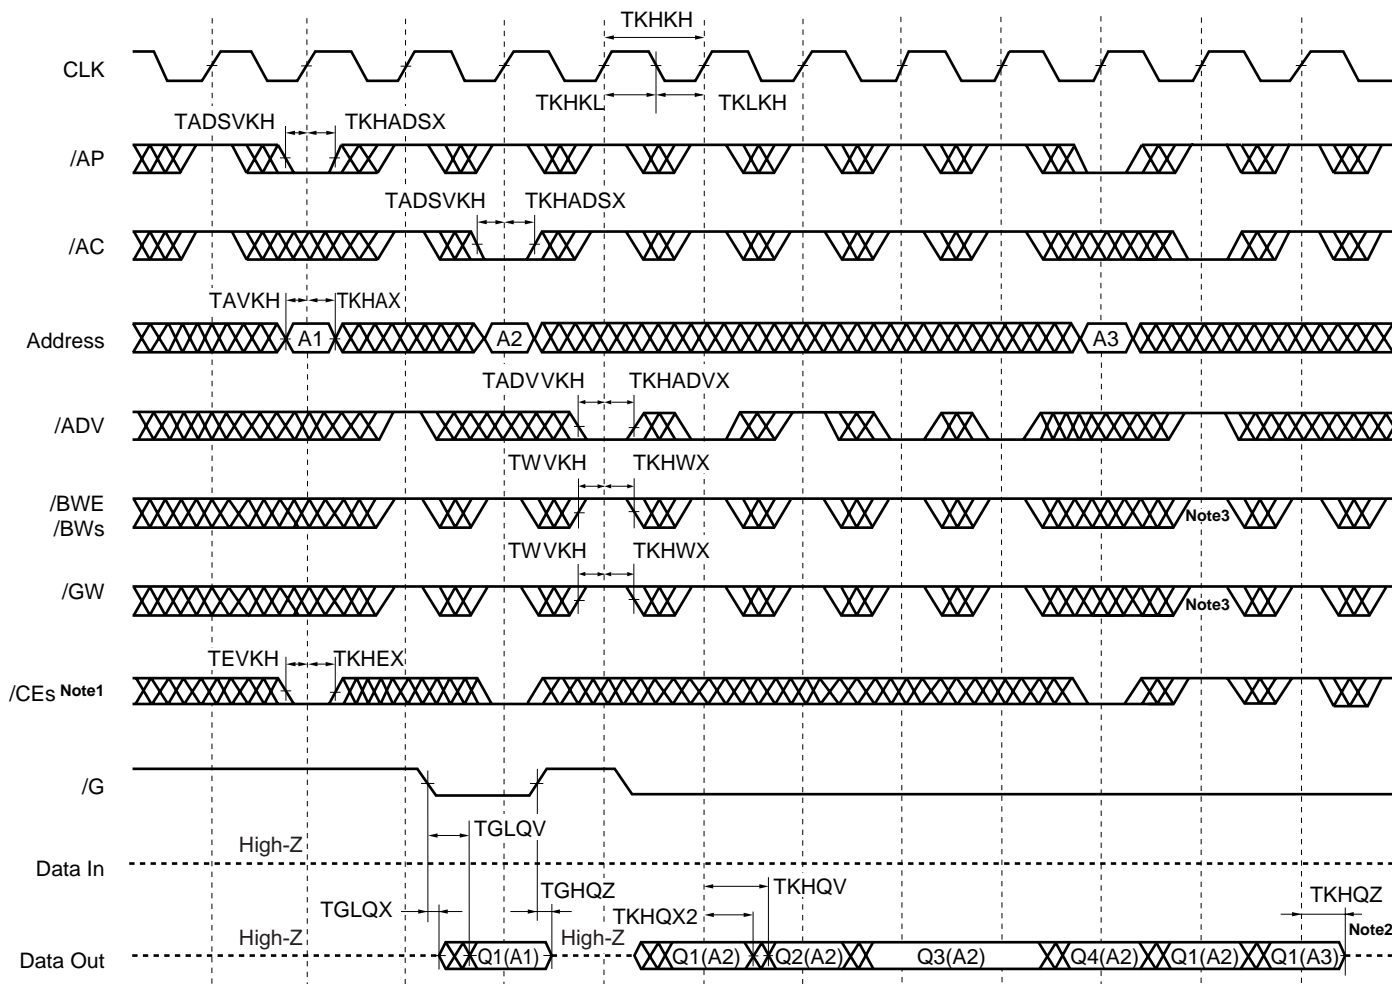 TKHKH
CLK
TKHKL TKLKH
TADSVKH TKHADSX
/AP
TADSVKH TKHADSX
/AC
TAVKH TKHAX
Address A1 A2 A3
TADVVKH TKHADVX
/ADV
TWVKH TKHWX
/BWE
/BWs
Note3
TWVKH TKHWX
/GW
Note3
TEVKH TKHEX
/CEs Note1
/G
TGLQV
High-Z
Data In
TGHQZ TKHQV TKHQZ
TGLQX TKHQX2
High-Z High-Z Note2
Data Out Q1(A1) Q1(A2) Q2(A2) Q3(A2) Q4(A2) Q1(A2) Q1(A3)